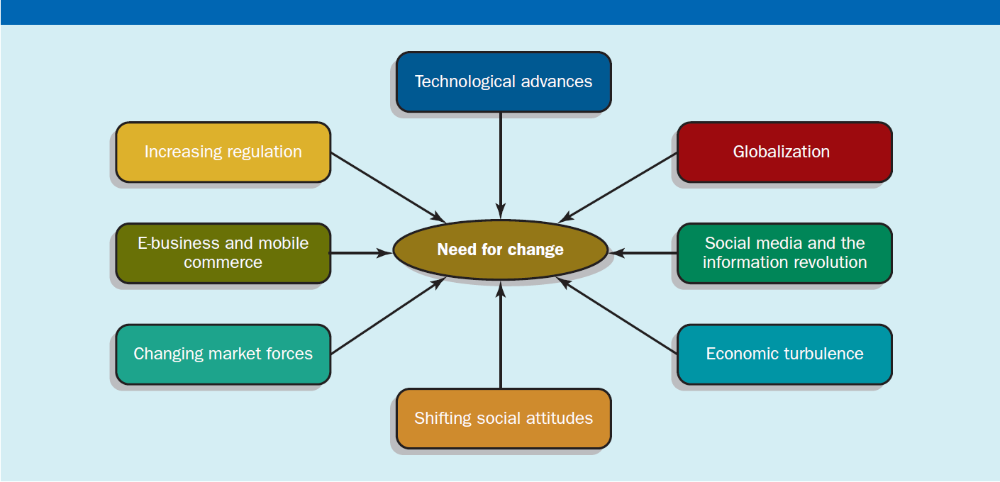 Technological advances
Increasing regulation
Globalization
E-business and mobile
commerce
Need for change
Social media and the
information revolution
Changing market forces
Economic turbulence
Shifting social attitudes